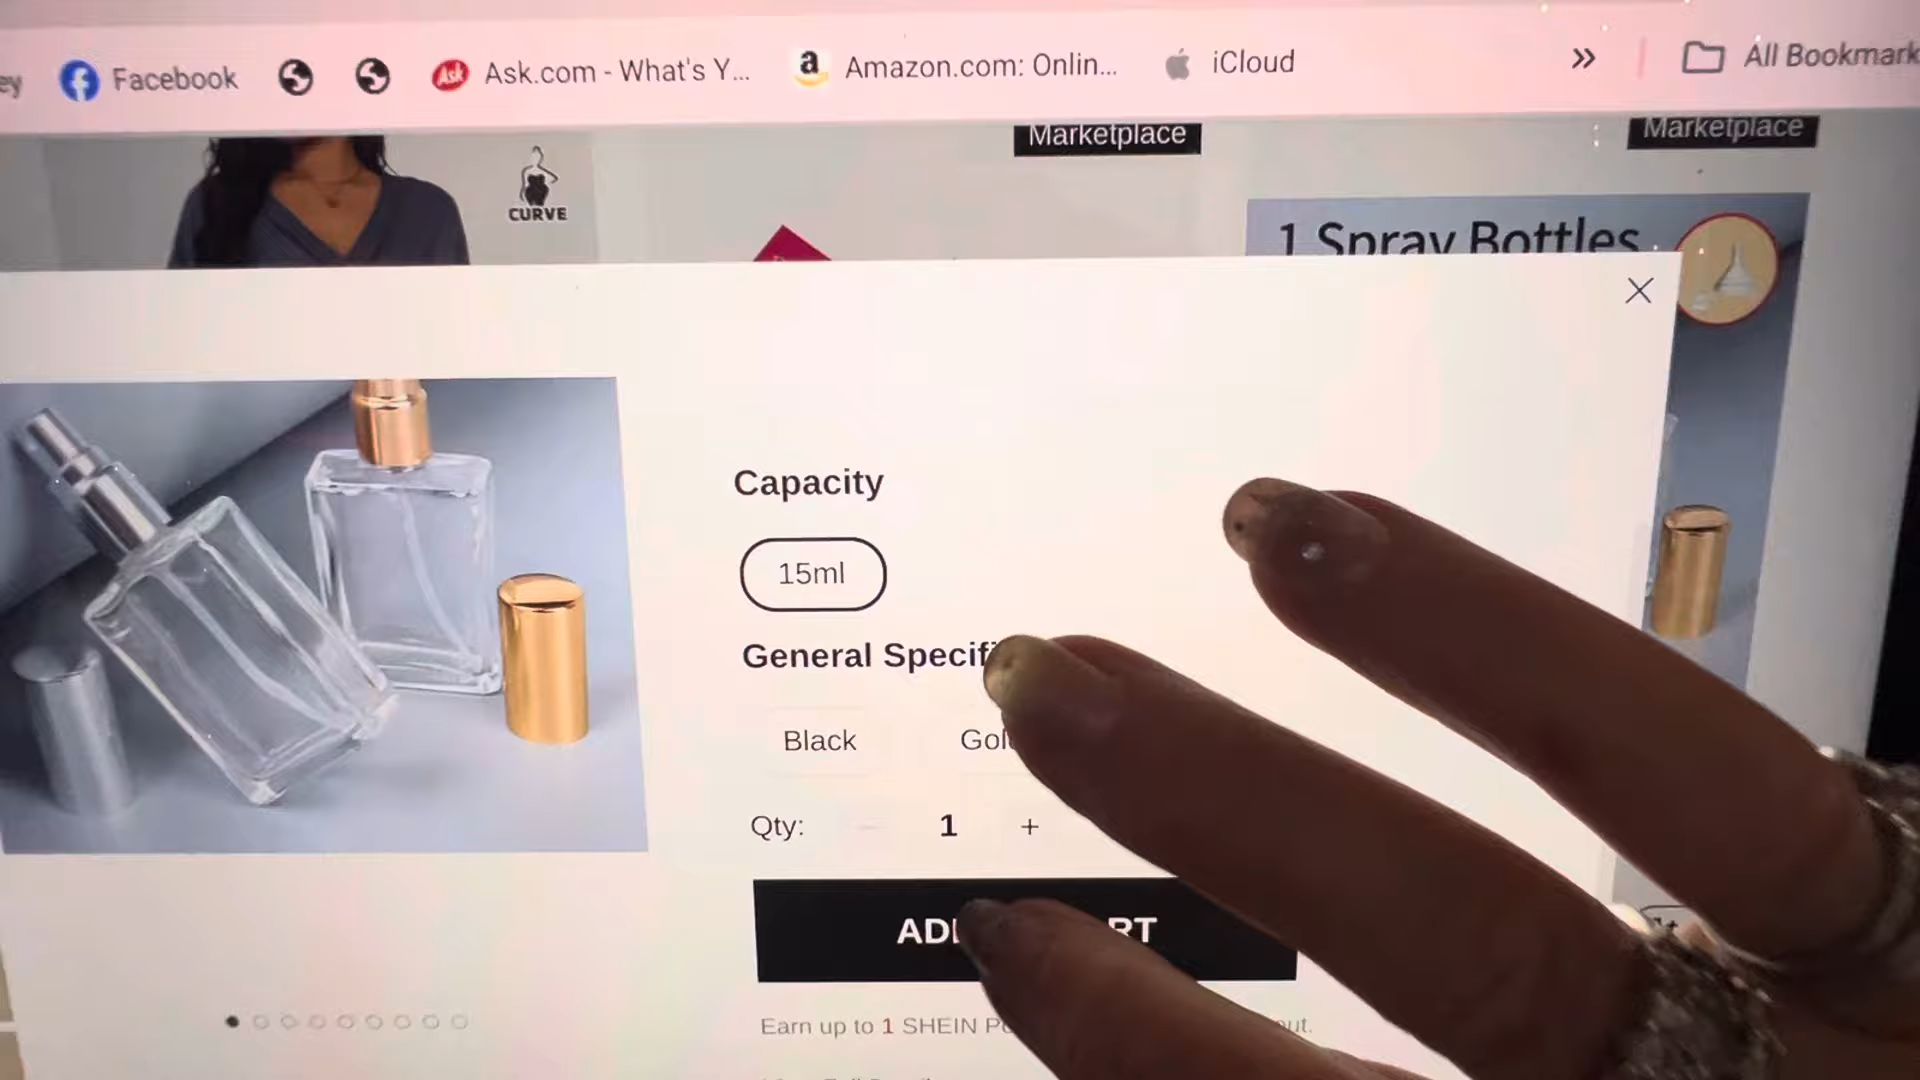 Facebook
Ask.com - What's Y...
Amazon.com: Onlin...
iCloud
All Bookmark
Marketplace
Marketplace
CURVE
1 Spray Bottles
Capacity
15ml
General Specifi
Black
Gol
Qty:
1
+
AD
RT
Earn up to 1 SHEIN P
ut.